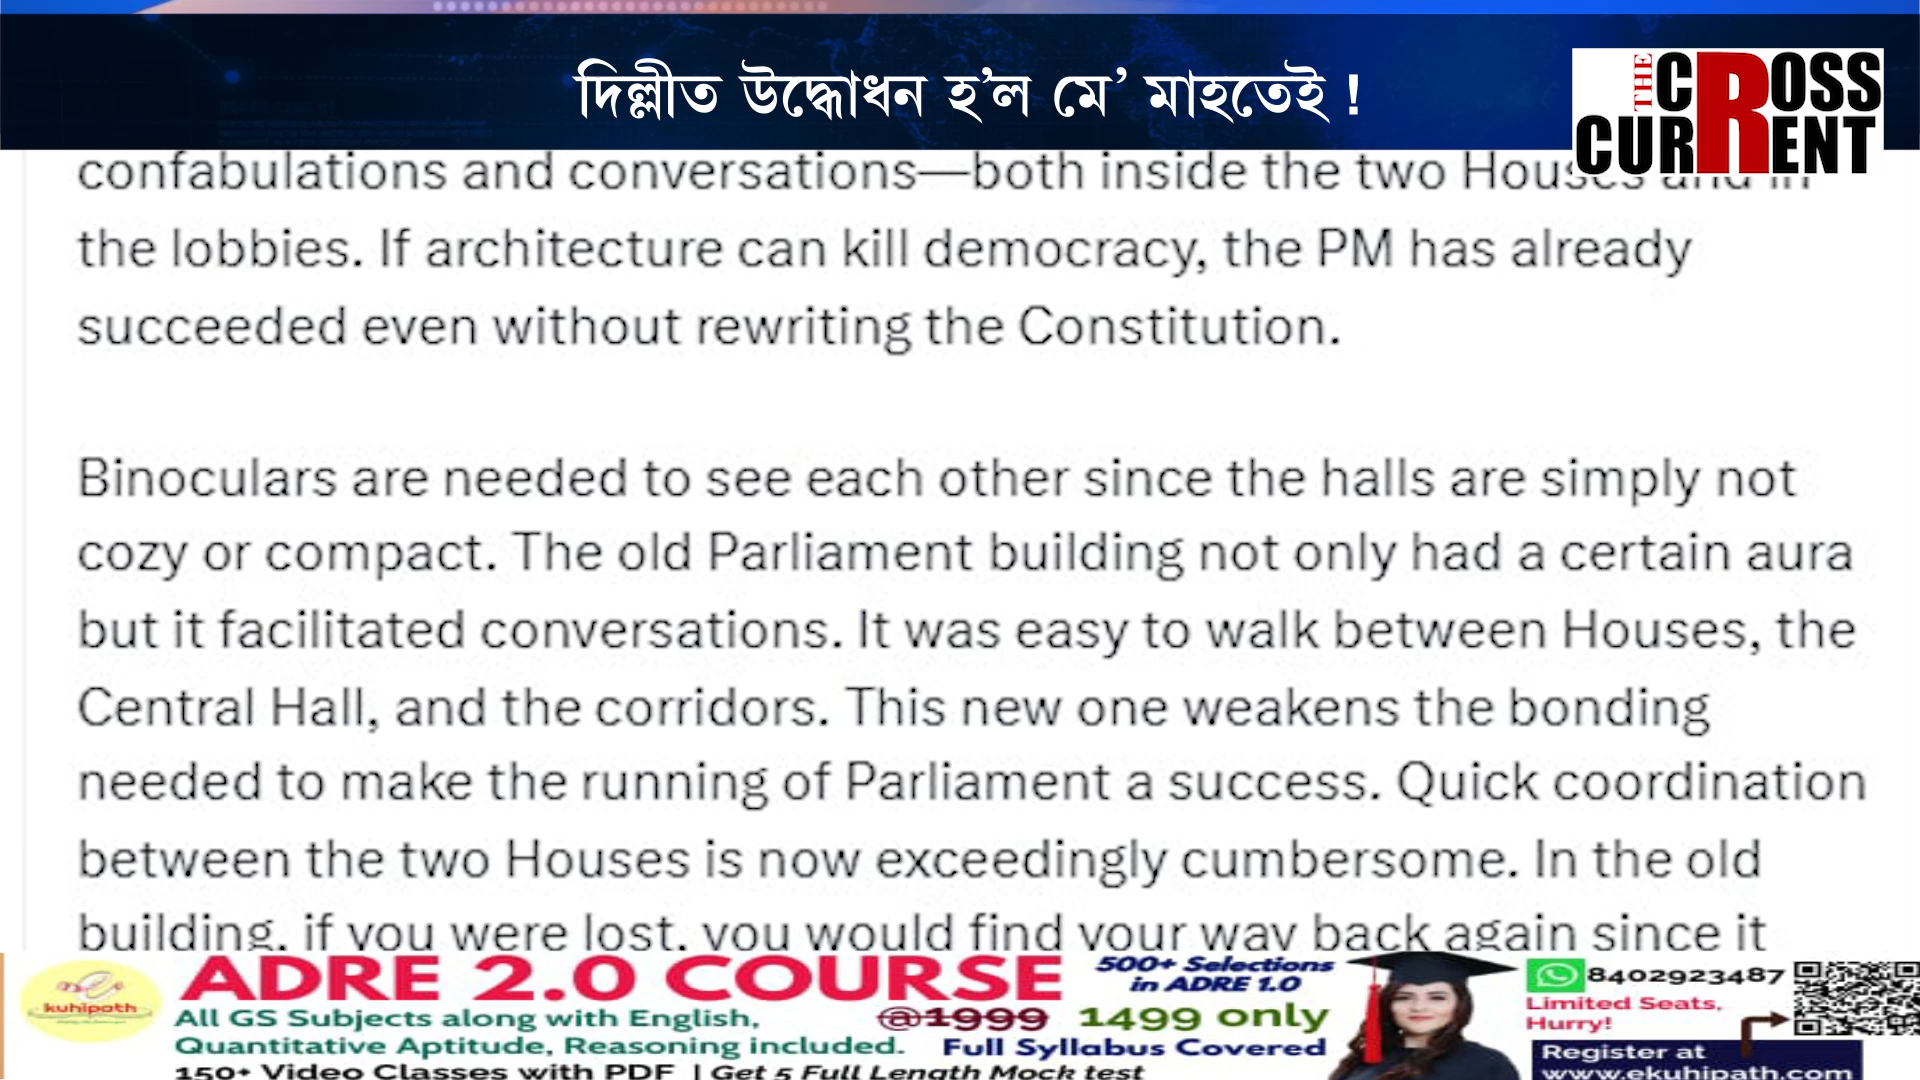 দিল্লীত উদ্বোধন হ’ল মে’ মাহতেই !
THE CROSS
CURRENT
confabulations and conversations—both inside the two Houses and in
the lobbies. If architecture can kill democracy, the PM has already
succeeded even without rewriting the Constitution.
Binoculars are needed to see each other since the halls are simply not
cozy or compact. The old Parliament building not only had a certain aura
but it facilitated conversations. It was easy to walk between Houses, the
Central Hall, and the corridors. This new one weakens the bonding
needed to make the running of Parliament a success. Quick coordination
between the two Houses is now exceedingly cumbersome. In the old
building, if you were lost, you would find your way back again since it
kuhipath
ADRE 2.0 COURSE
All GS Subjects along with English,
Quantitative Aptitude, Reasoning included.
150+ Video Classes with PDF | Get 5 Full Length Mock test
500+ Selections
in ADRE 1.0
@1999 1499 only
Full Syllabus Covered
8402923487
Limited Seats,
Hurry!
Register at
www.ekuhipath.com